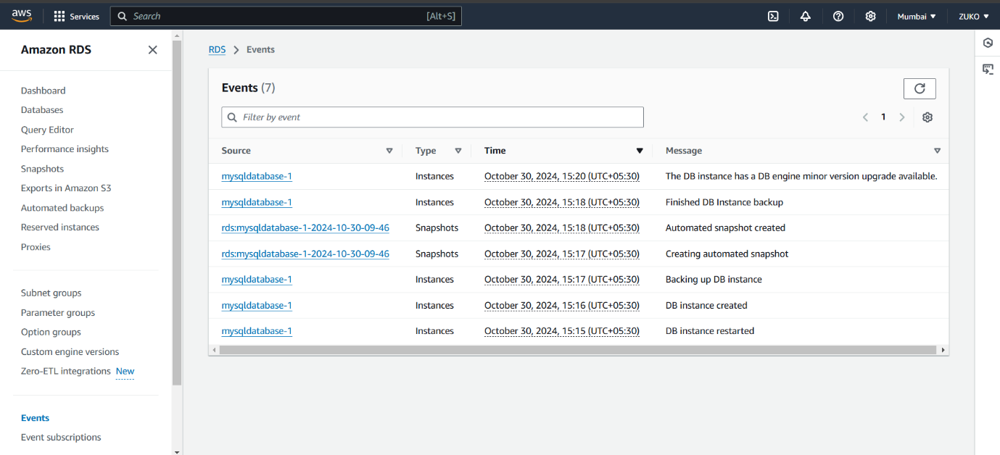 aws Services Search [Alt+S] Mumbai ZUKO
Amazon RDS
Dashboard
Databases
Query Editor
Performance insights
Snapshots
Exports in Amazon S3
Automated backups
Reserved instances
Proxies
Subnet groups
Parameter groups
Option groups
Custom engine versions
Zero-ETL integrations New
Events
Event subscriptions
RDS > Events
Events (7)
Filter by event
1
Source Type Time Message
mysqldatabase-1 Instances October 30, 2024, 15:20 (UTC+05:30) The DB instance has a DB engine minor version upgrade available.
mysqldatabase-1 Instances October 30, 2024, 15:18 (UTC+05:30) Finished DB Instance backup
rds:mysqldatabase-1-2024-10-30-09-46 Snapshots October 30, 2024, 15:18 (UTC+05:30) Automated snapshot created
rds:mysqldatabase-1-2024-10-30-09-46 Snapshots October 30, 2024, 15:17 (UTC+05:30) Creating automated snapshot
mysqldatabase-1 Instances October 30, 2024, 15:17 (UTC+05:30) Backing up DB instance
mysqldatabase-1 Instances October 30, 2024, 15:16 (UTC+05:30) DB instance created
mysqldatabase-1 Instances October 30, 2024, 15:15 (UTC+05:30) DB instance restarted